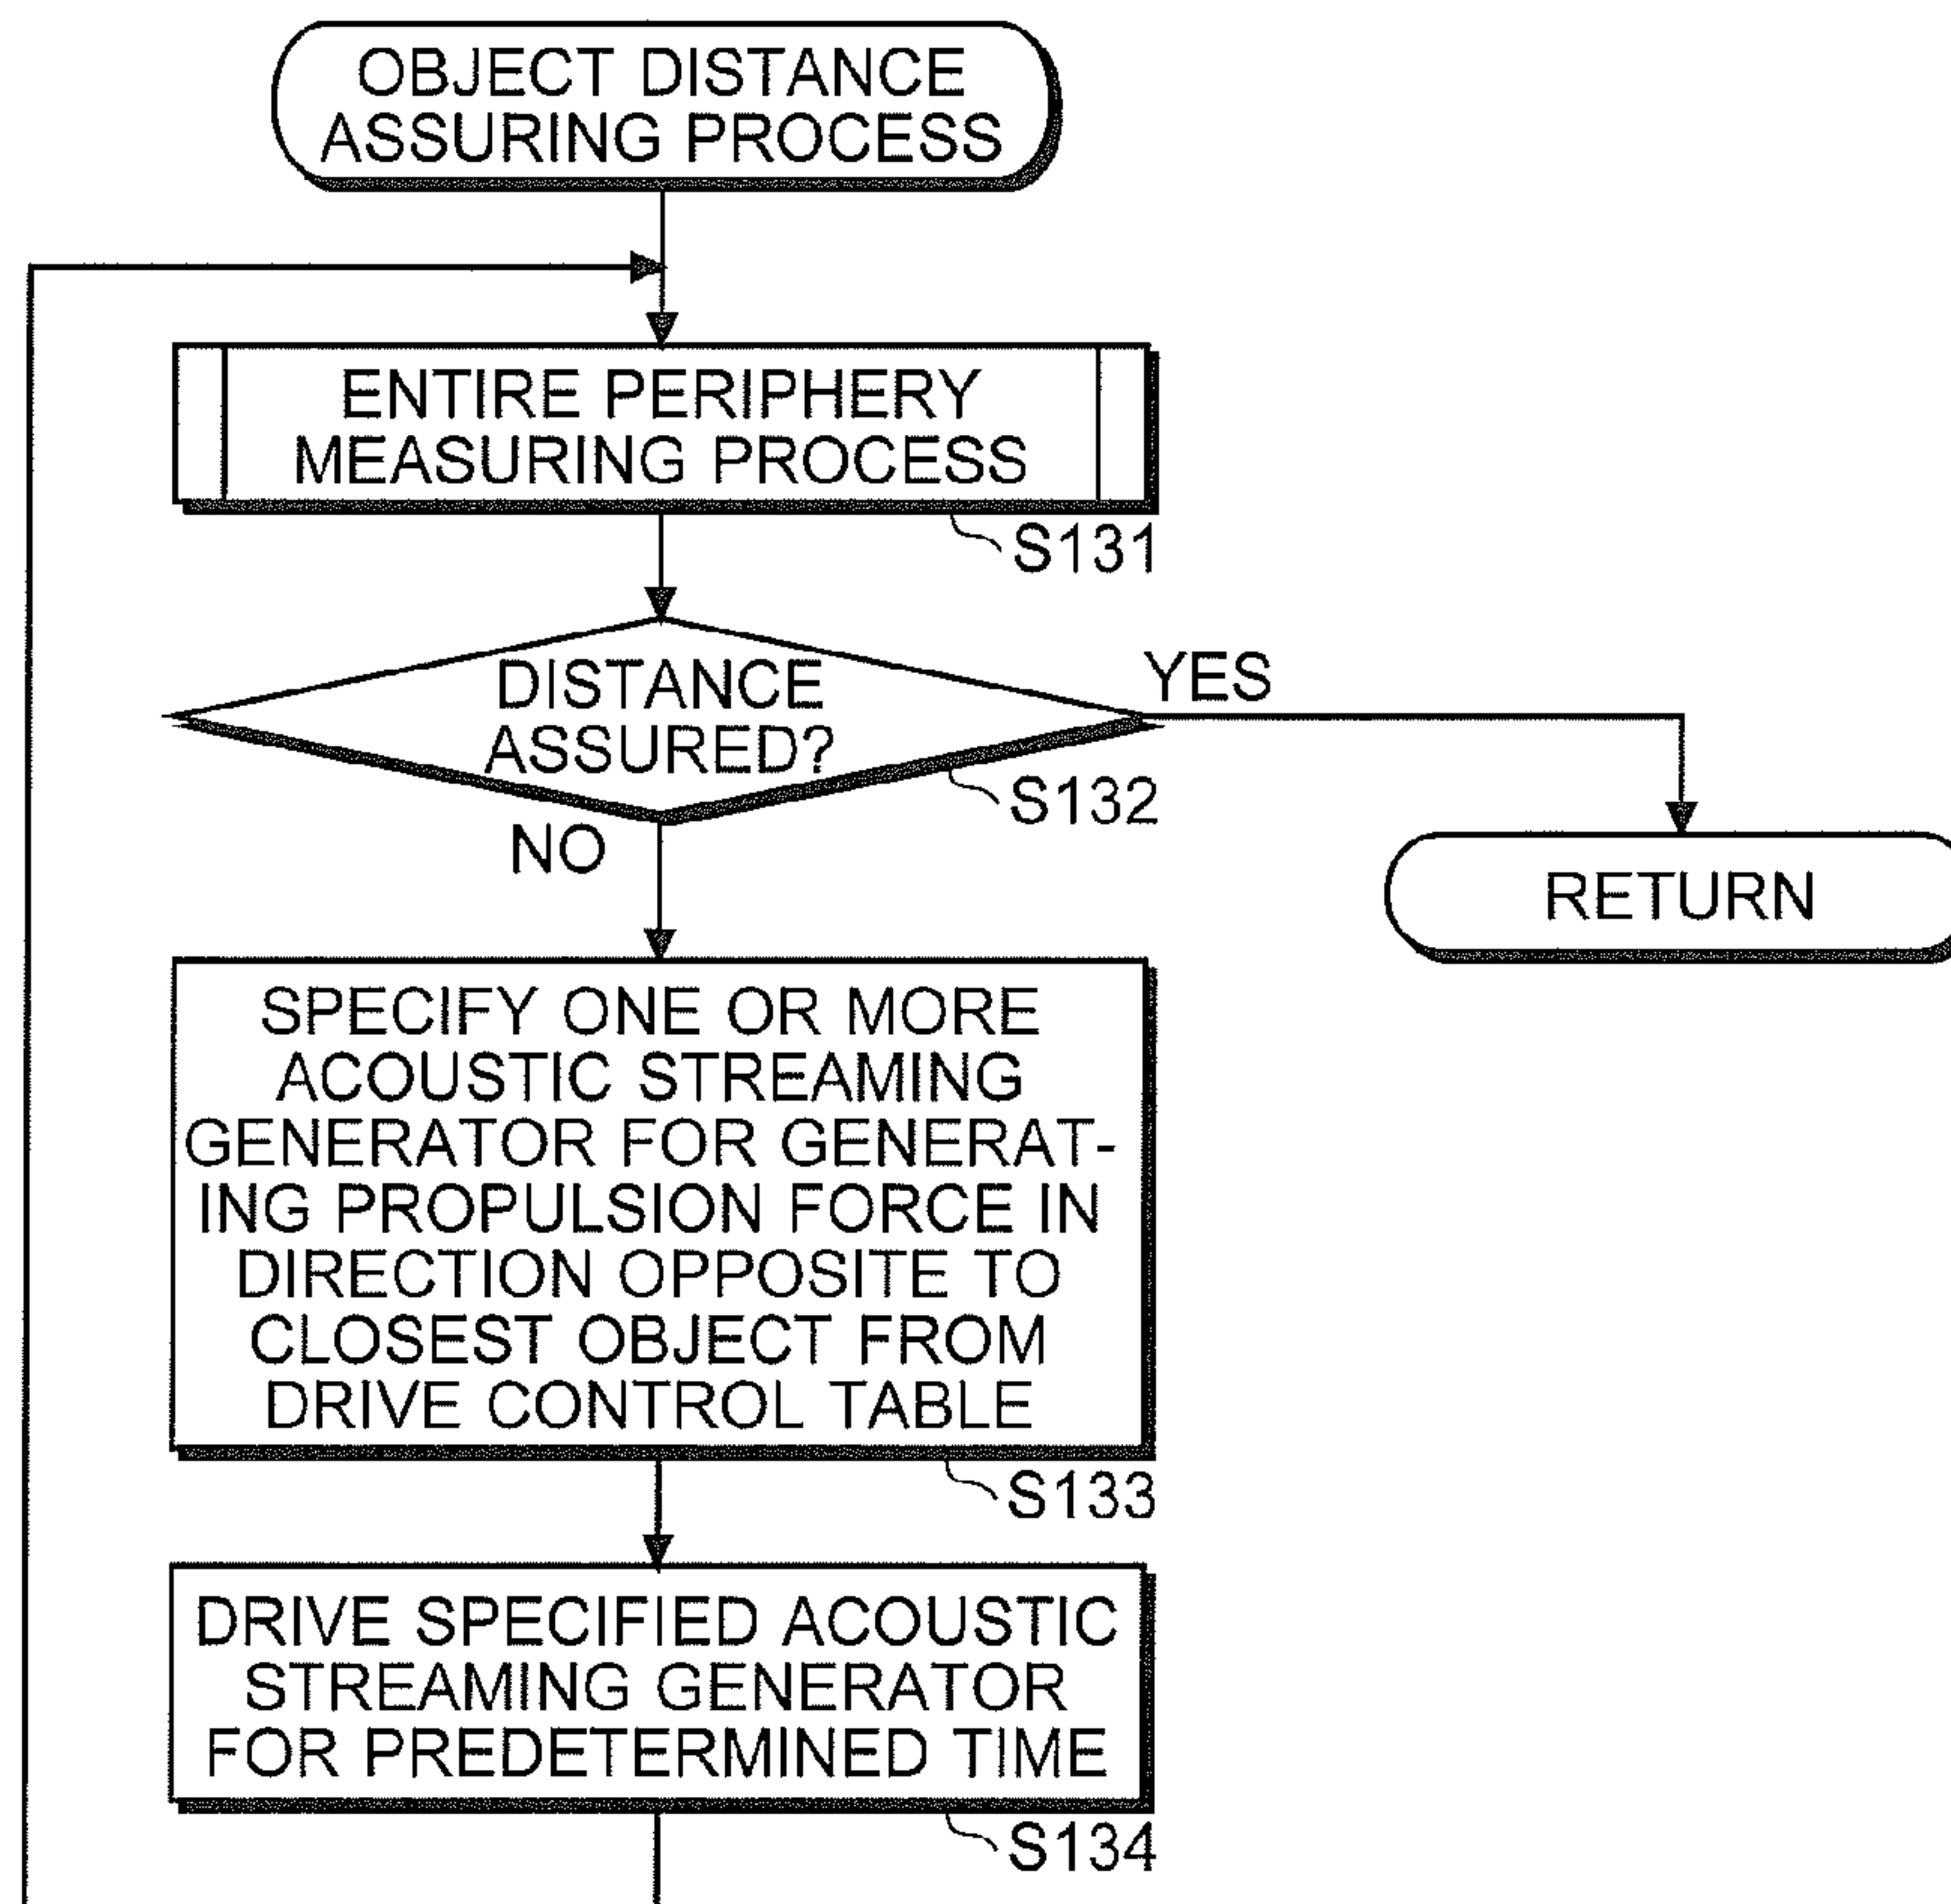 OBJECT DISTANCE
ASSURING PROCESS
ENTIRE PERIPHERY
MEASURING PROCESS
S131
DISTANCE
ASSURED?
YES
S132
NO
RETURN
SPECIFY ONE OR MORE
ACOUSTIC STREAMING
GENERATOR FOR GENERAT-
ING PROPULSION FORCE IN
DIRECTION OPPOSITE TO
CLOSEST OBJECT FROM
DRIVE CONTROL TABLE
S133
DRIVE SPECIFIED ACOUSTIC
STREAMING GENERATOR
FOR PREDETERMINED TIME
S134